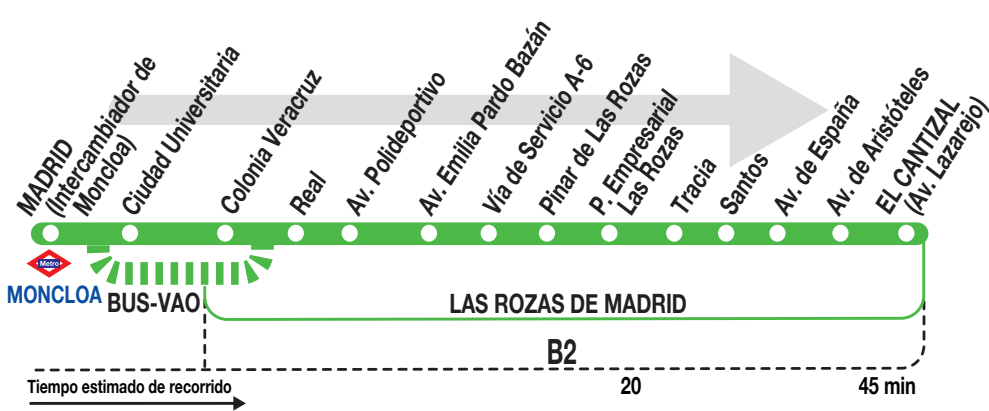 MADRID
(Intercambiador de
Moncloa)
Ciudad Universitaria
Colonia Veracruz
Real
Av. Polideportivo
Av. Emilia Pardo Bazán
Vía de Servicio A-6
Pinar de Las Rozas
P. Empresarial
Las Rozas
Tracia
Santos
Av. de España
Av. de Aristóteles
EL CANTIZAL
(Av. Lazarejo)
Metro
MONCLOA
BUS-VAO
LAS ROZAS DE MADRID
B2
Tiempo estimado de recorrido
20
45 min